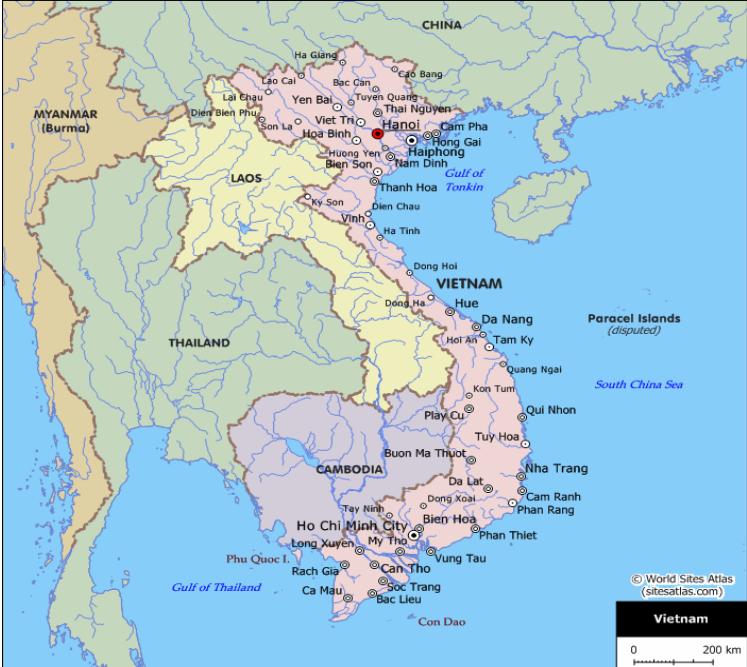 CHINA
Ha Giang
Cao Bang
Lao Cai
Bac Can
Lai Chau
Yen Bai
Tuyen Quang
MYANMAR
(Burma)
Dien Bien Phu
Thai Nguyen
Viet Tri
Son La
Hanoi
Cam Pha
Hoa Binh
Hong Gai
Haiphong
Huong Yen
Bien Son
Nam Dinh
LAOS
Gulf of
Tonkin
Thanh Hoa
Ky Son
Dien Chau
Vinh
Ha Tinh
Dong Hoi
VIETNAM
Dong Ha
Hue
Da Nang
Paracel Islands
(disputed)
Hoi An
Tam Ky
THAILAND
Quang Ngai
South China Sea
Kon Tum
Play Cu
Qui Nhon
Tuy Hoa
Buon Ma Thuot
CAMBODIA
Nha Trang
Da Lat
Cam Ranh
Dong Xoai
Tay Ninh
Phan Rang
Ho Chi Minh City
Bien Hoa
Phan Thiet
Long Xuyen
My Tho
Phu Quoc I.
Vung Tau
Rach Gia
Can Tho
Gulf of Thailand
Soc Trang
Ca Mau
Bac Lieu
Con Dao
© World Sites Atlas
(sitesatlas.com)
Vietnam
0 200 km